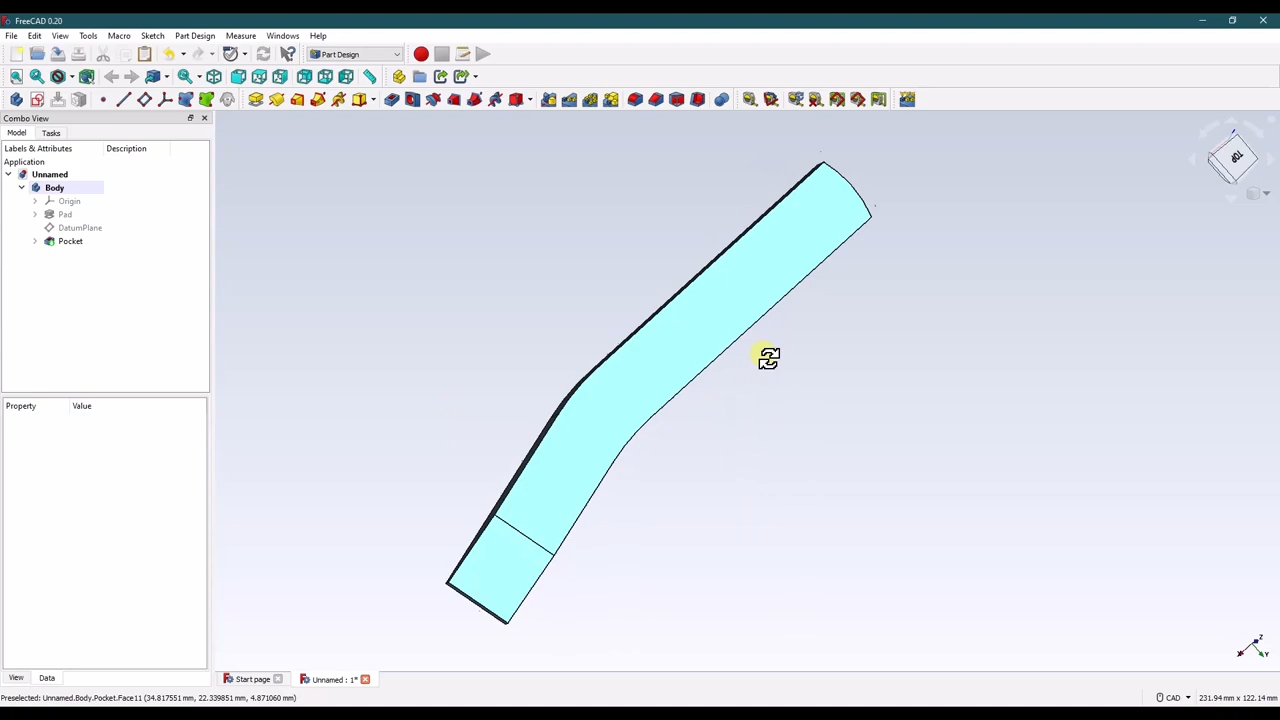 FreeCAD 0.20
File Edit View Tools Macro Sketch Part Design Measure Windows Help
Part Design
Combo View
Model Tasks
Labels & Attributes Description
Application
Unnamed
Body
Origin
Pad
DatumPlane
Pocket
TOP
Property Value
View Data
Start page Unnamed : 1*
Z
X Y
Preselected: Unnamed.Body.Pocket.Face11 (34.817551 mm, 22.339851 mm, 4.871060 mm)
CAD 231.94 mm x 122.14 mm